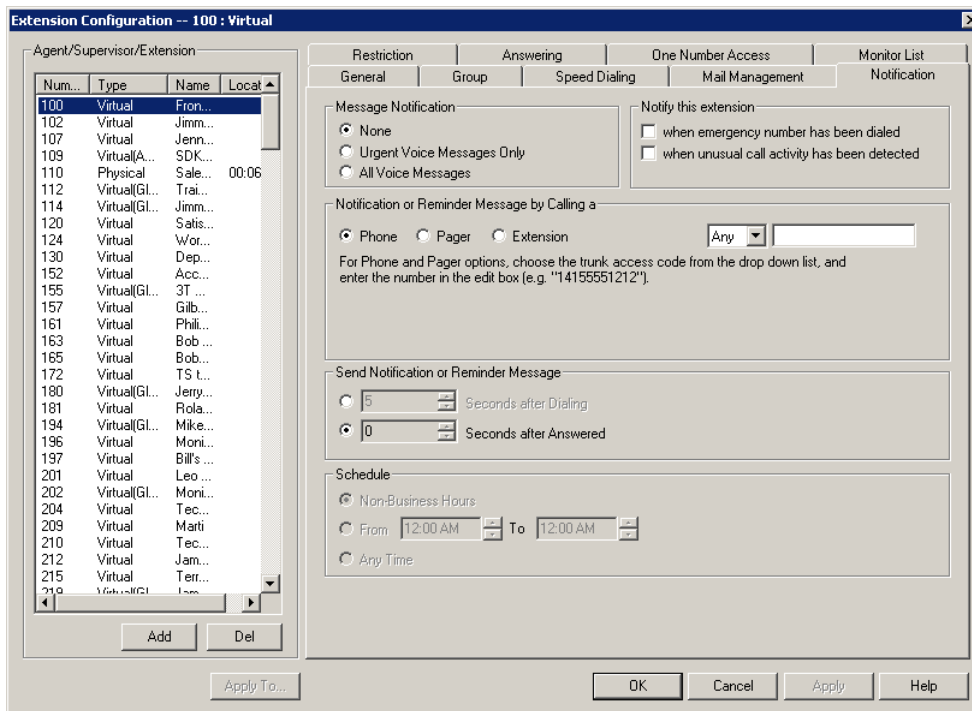 Extension Configuration -- 100 : Virtual
Agent/Supervisor/Extension
Num... Type Name Locat
100 Virtual Fron...
102 Virtual Jimm...
107 Virtual Jenn...
109 Virtual(A... SDK...
110 Physical Sale... 00:06
112 Virtual(Gl... Trai...
114 Virtual(Gl... Jimm...
120 Virtual Satis...
124 Virtual Wor...
130 Virtual Dep...
152 Virtual Acc...
155 Virtual(Gl... 3T ...
157 Virtual Gilb...
161 Virtual Phili...
163 Virtual Bob ...
165 Virtual Bob...
172 Virtual TS t...
180 Virtual(Gl... Jerry...
181 Virtual Rola...
194 Virtual(Gl... Mike...
196 Virtual Moni...
197 Virtual Bill's ...
201 Virtual Leo ...
202 Virtual(Gl... Moni...
204 Virtual Tec...
209 Virtual Marti
210 Virtual Tec...
212 Virtual Jam...
215 Virtual Terr...
219 Virtual(Gl... Jam...
Add Del
Restriction Answering One Number Access Monitor List
General Group Speed Dialing Mail Management Notification
Message Notification
None
Urgent Voice Messages Only
All Voice Messages
Notify this extension
when emergency number has been dialed
when unusual call activity has been detected
Notification or Reminder Message by Calling a
Phone Pager Extension Any
For Phone and Pager options, choose the trunk access code from the drop down list, and
enter the number in the edit box (e.g. "14155551212").
Send Notification or Reminder Message
5 Seconds after Dialing
0 Seconds after Answered
Schedule
Non-Business Hours
From 12:00 AM To 12:00 AM
Any Time
Apply To... OK Cancel Apply Help